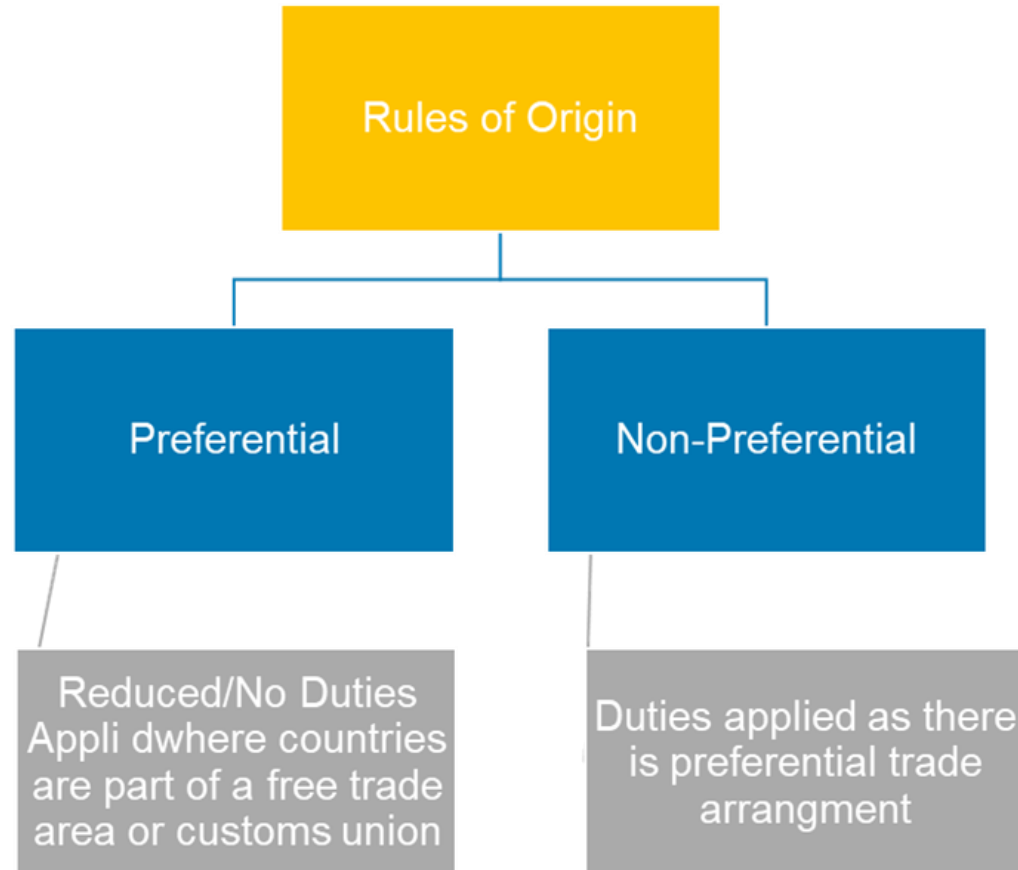 Rules of Origin
Preferential
Non-Preferential
Reduced/No Duties
Appli dwhere countries
are part of a free trade
area or customs union
Duties applied as there
is preferential trade
arrangment